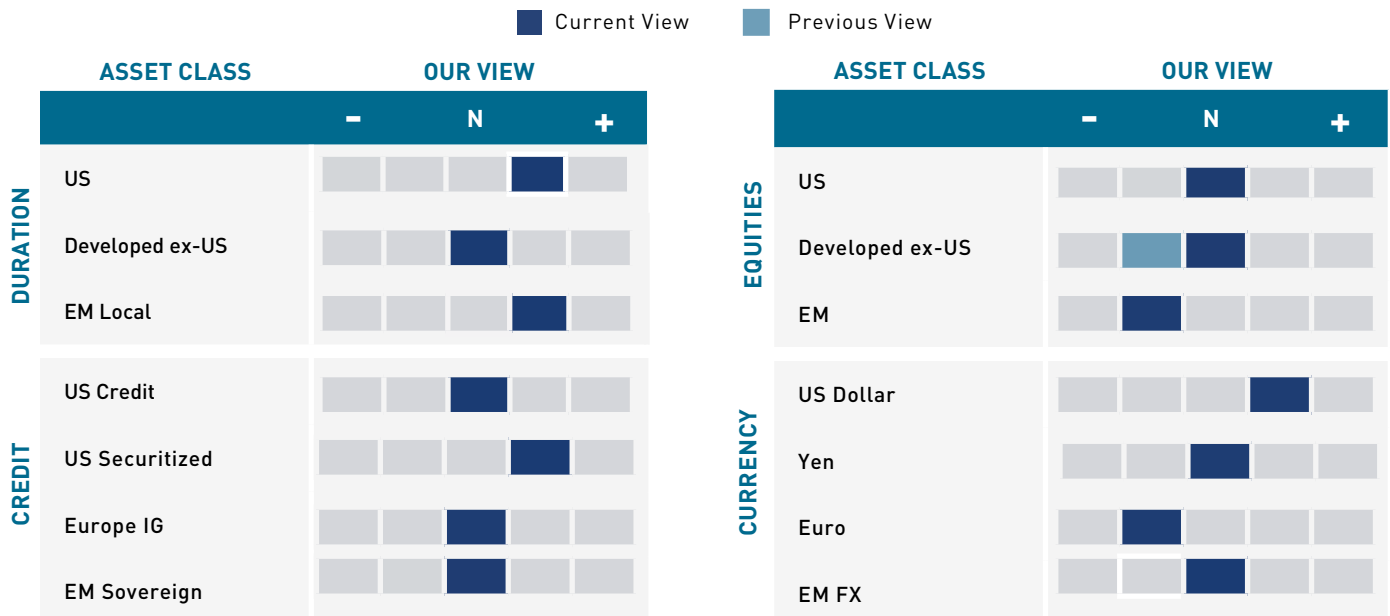 Current View
Previous View
ASSET CLASS
OUR VIEW
- N +
DURATION
US
Developed ex-US
EM Local
CREDIT
US Credit
US Securitized
Europe IG
EM Sovereign
ASSET CLASS
OUR VIEW
- N +
EQUITIES
US
Developed ex-US
EM
CURRENCY
US Dollar
Yen
Euro
EM FX